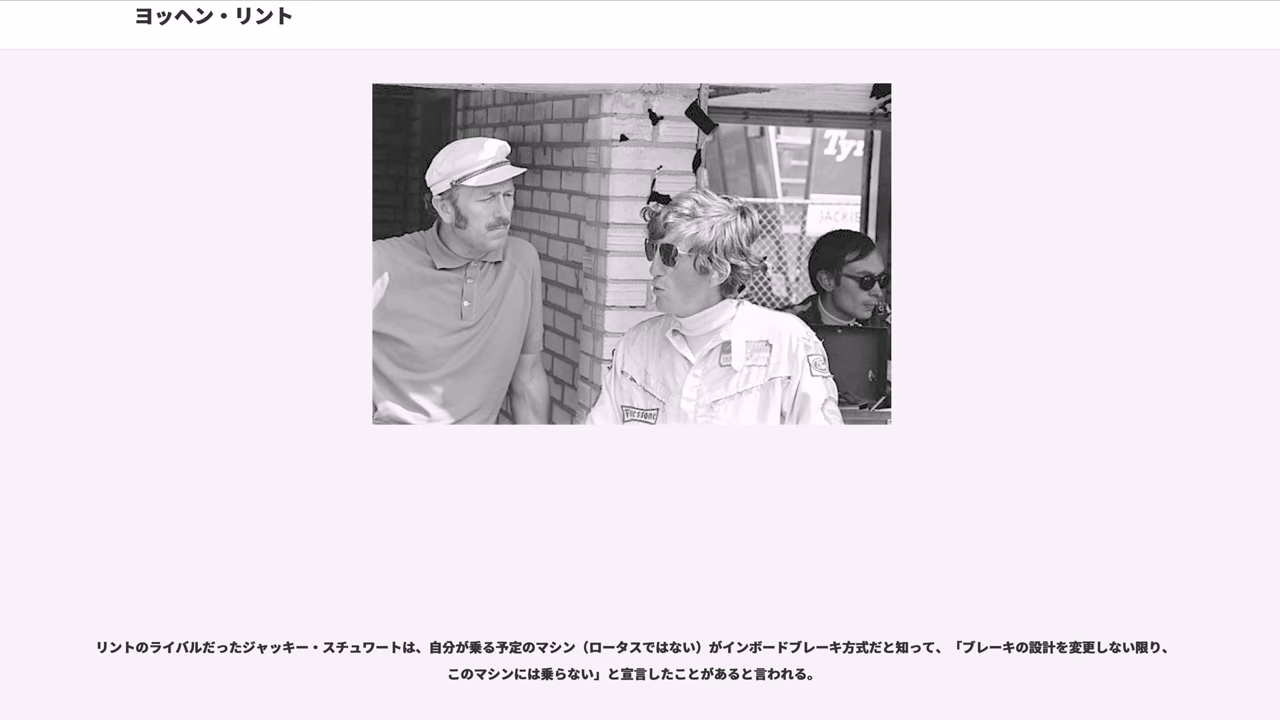 ヨッヘン・リント
Ty
JACKIE
Firestone
リントのライバルだったジャッキー・スチュワートは、自分が乗る予定のマシン（ロータスではない）がインボードブレーキ方式だと知って、「ブレーキの設計を変更しない限り、
このマシンには乗らない」と宣言したことがあると言われる。